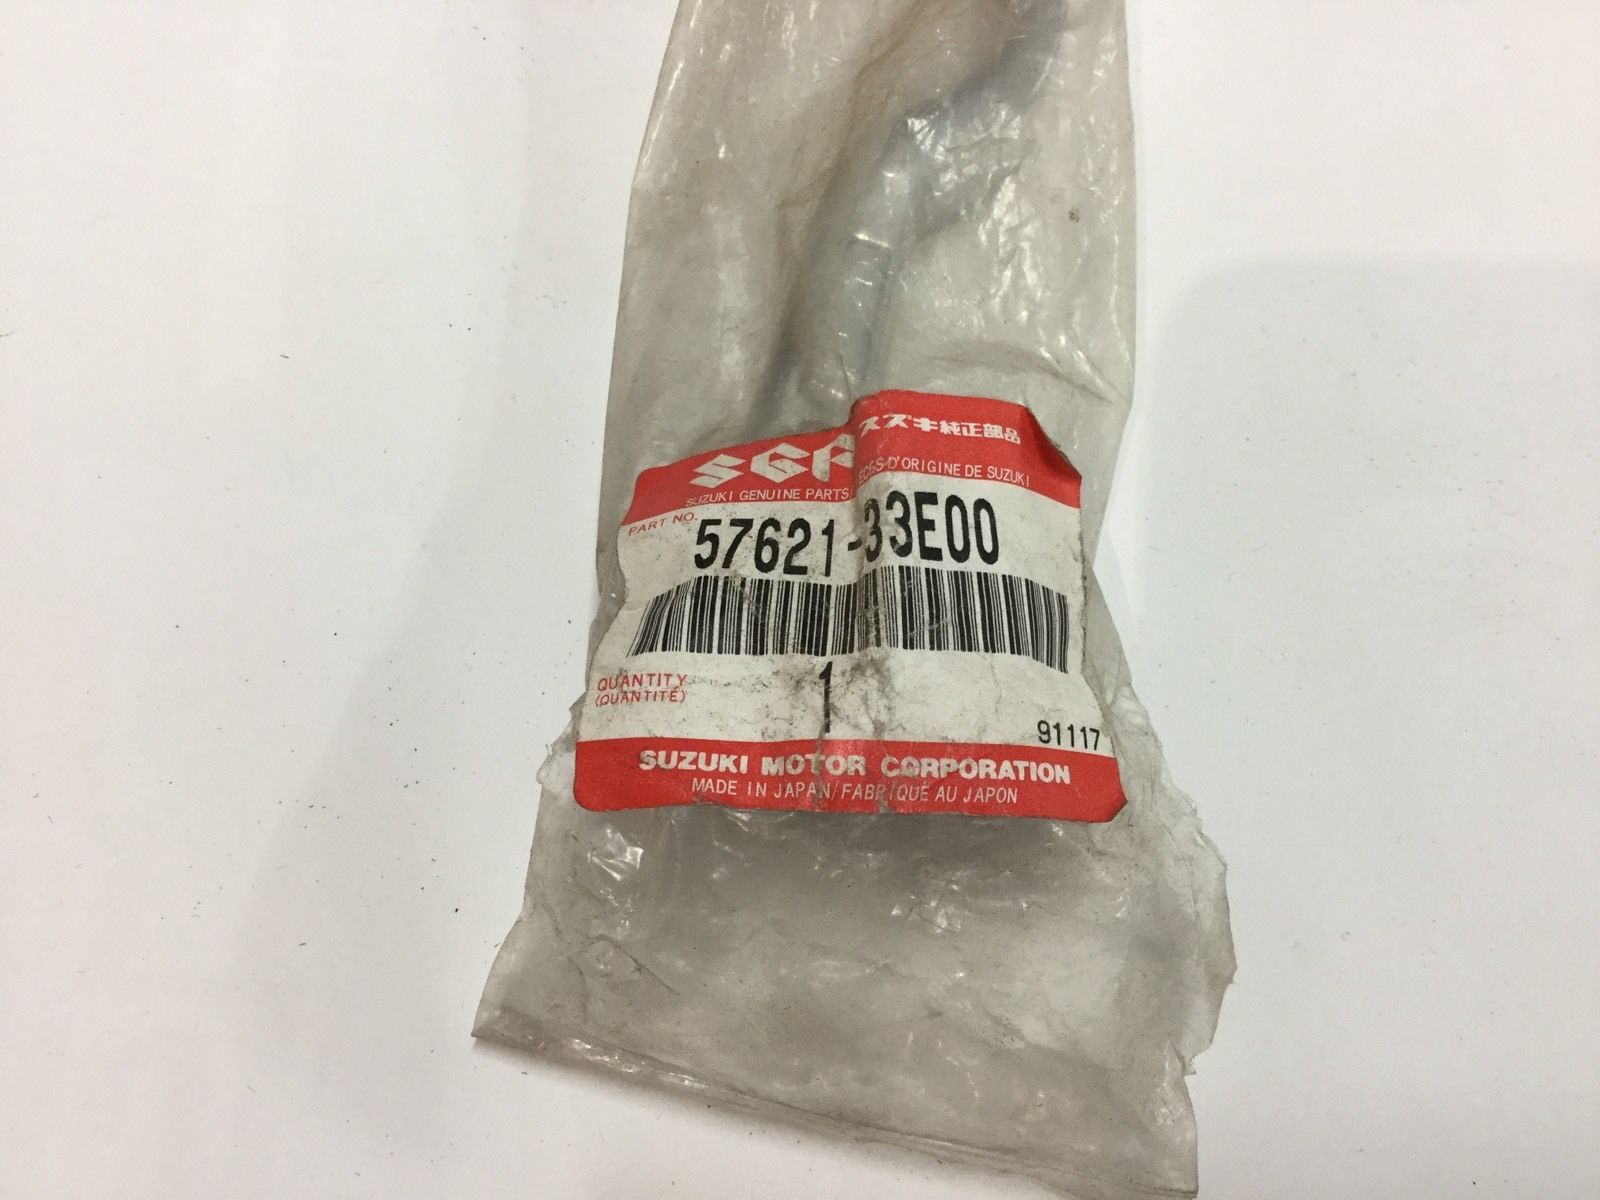 SGP スズキ純正部品
SUZUKI GENUINE PARTS D'ORIGINE DE SUZUKI
PART NO.
57621-33E00
QUANTITY 1
(QUANTITÉ)
91117
SUZUKI MOTOR CORPORATION
MADE IN JAPAN/FABRIQUÉ AU JAPON